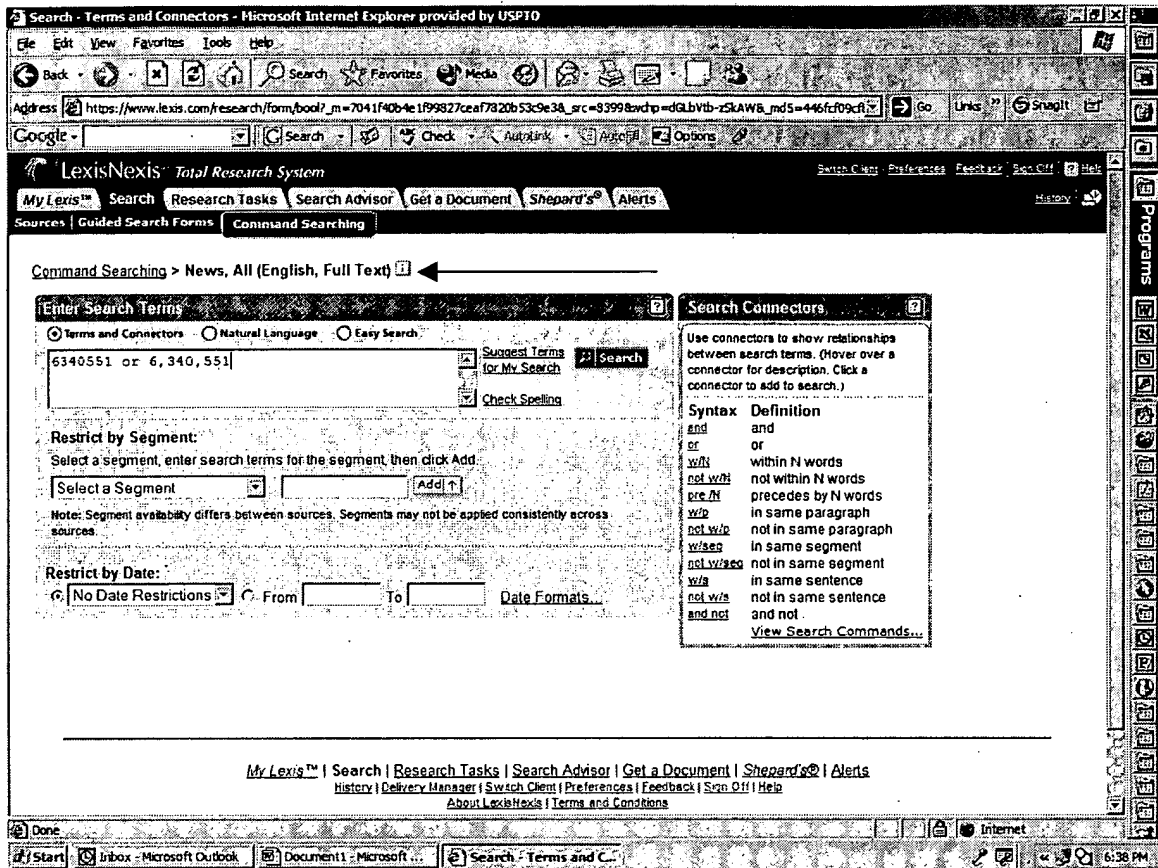 Search - Terms and Connectors - Microsoft Internet Explorer provided by USPTO
File Edit View Favorites Tools Help
Back Search Favorites Media
Address https://www.lexis.com/research/form/bool?_m=7041f40b4e1f99827ceaf7820b53c9e3&_src=8399&wchp=dGLbVtb-zSkAW&_md5=446fcf09cfl Go Links » SnagIt
Google - Search Check AutoLink AutoFill Options
LexisNexis™ Total Research System
Switch Client | Preferences | Feedback | Sign Off | ? Help
My Lexis™ Search Research Tasks Search Advisor Get a Document Shepard's® Alerts
History
Sources | Guided Search Forms | Command Searching
Command Searching > News, All (English, Full Text) i
Enter Search Terms ?
Terms and Connectors Natural Language Easy Search
6340551 or 6,340,551
Suggest Terms
for My Search
Search
Check Spelling
Restrict by Segment:
Select a segment, enter search terms for the segment, then click Add.
Select a Segment Add ↑
Note: Segment availability differs between sources. Segments may not be applied consistently across
sources.
Restrict by Date:
No Date Restrictions From To Date Formats...
Search Connectors ?
Use connectors to show relationships
between search terms. (Hover over a
connector for description. Click a
connector to add to search.)
Syntax Definition
and and
or or
w/N within N words
not w/N not within N words
pre /N precedes by N words
w/p in same paragraph
not w/p not in same paragraph
w/seg in same segment
not w/seg not in same segment
w/s in same sentence
not w/s not in same sentence
and not and not
View Search Commands...
My Lexis™ | Search | Research Tasks | Search Advisor | Get a Document | Shepard's® | Alerts
History | Delivery Manager | Switch Client | Preferences | Feedback | Sign Off | Help
About LexisNexis | Terms and Conditions
Done Internet
Start Inbox - Microsoft Outlook Document1 - Microsoft ... Search - Terms and C... 6:38 PM
Programs